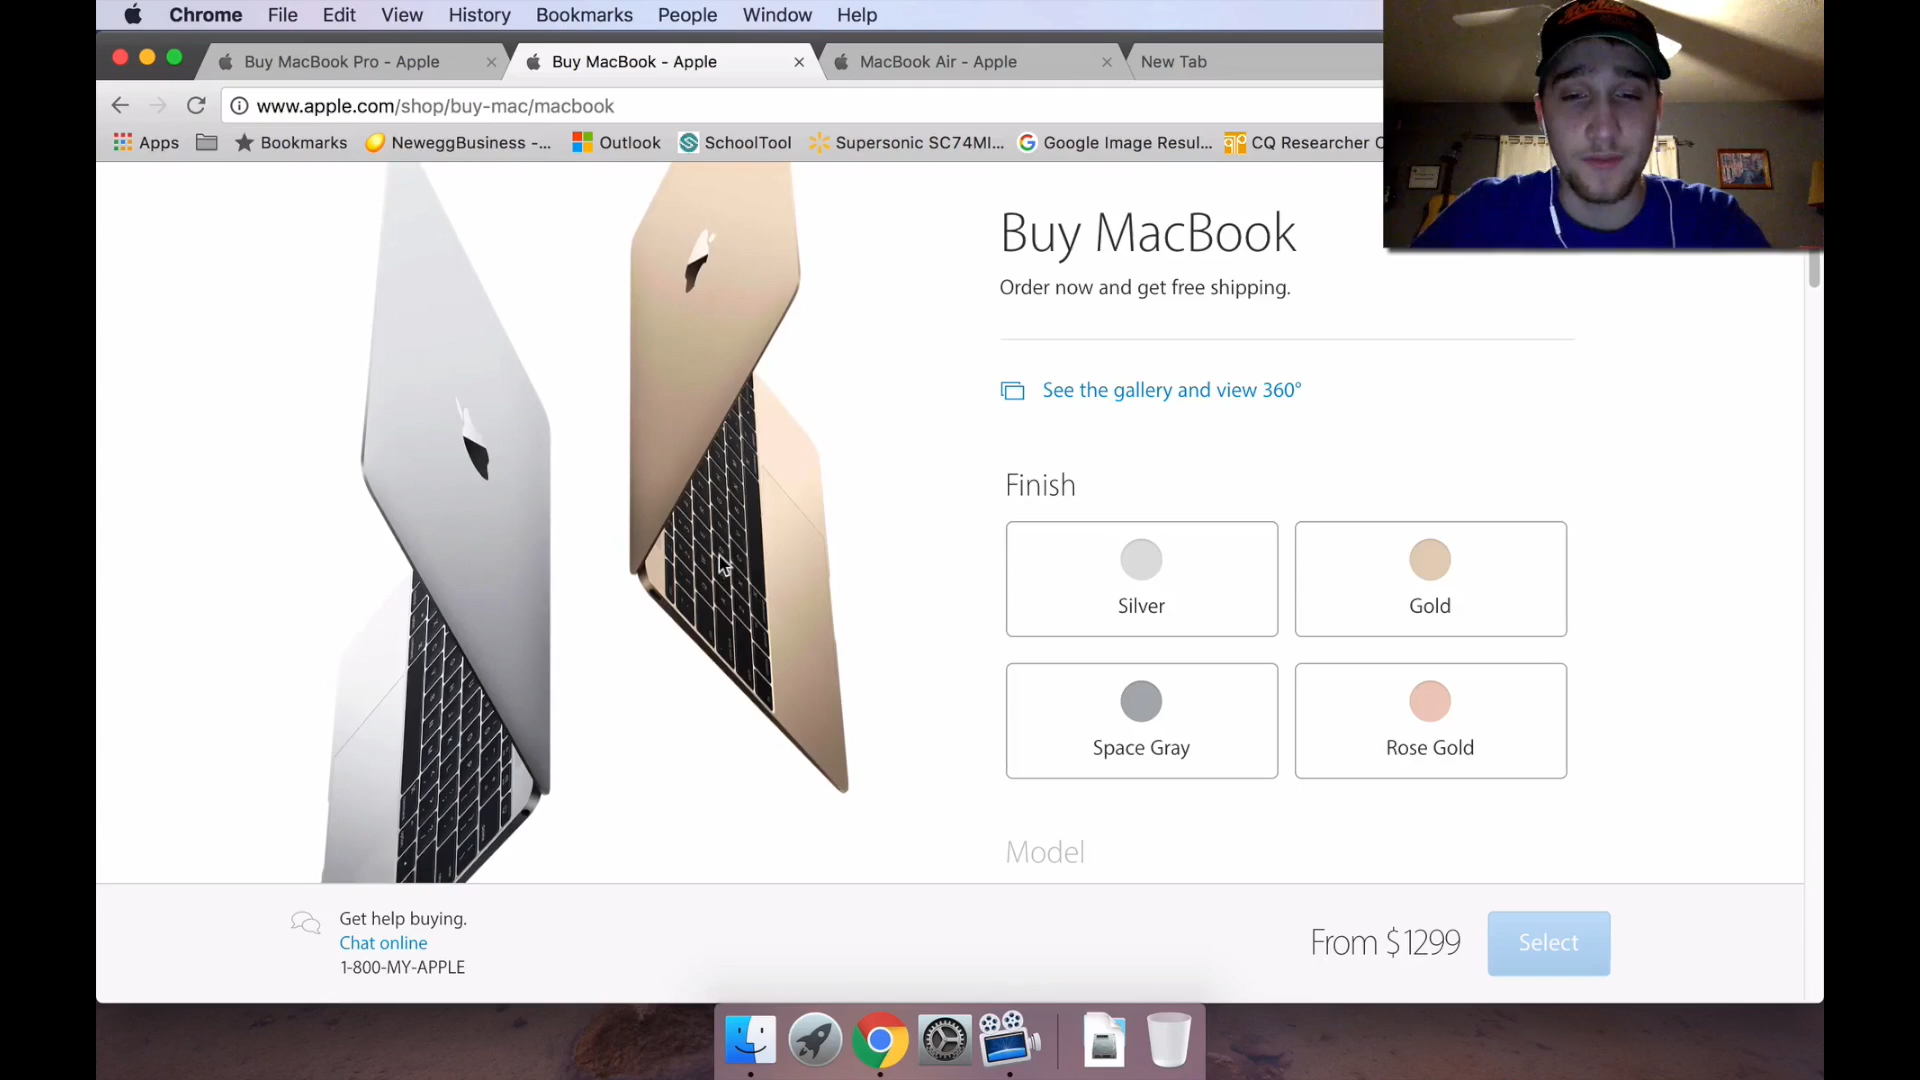 Chrome File Edit View History Bookmarks People Window Help
Buy MacBook Pro - Apple Buy MacBook - Apple MacBook Air - Apple New Tab
www.apple.com/shop/buy-mac/macbook
Apps Bookmarks NeweggBusiness -... Outlook SchoolTool Supersonic SC74MI... Google Image Resul... CQ Researcher
Buy MacBook
Order now and get free shipping.
See the gallery and view 360°
Finish
Silver Gold
Space Gray Rose Gold
Model
Get help buying.
Chat online
1-800-MY-APPLE
From $1299 Select